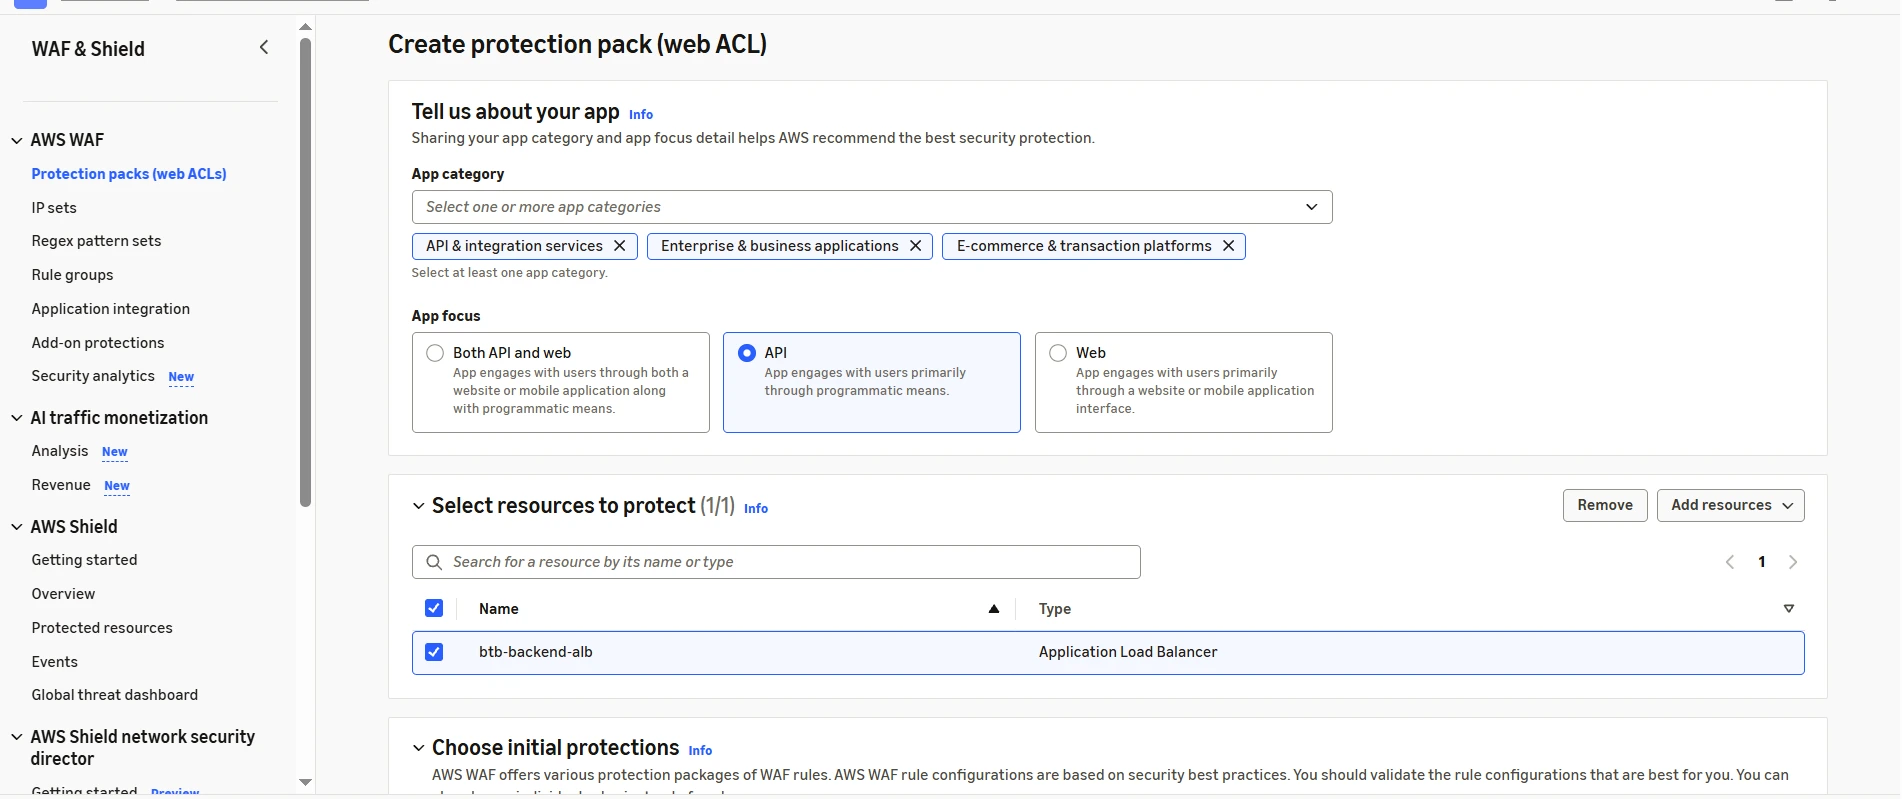 WAF & Shield
AWS WAF
Protection packs (web ACLs)
IP sets
Regex pattern sets
Rule groups
Application integration
Add-on protections
Security analytics New
AI traffic monetization
Analysis New
Revenue New
AWS Shield
Getting started
Overview
Protected resources
Events
Global threat dashboard
AWS Shield network security
director
Getting started Preview
Create protection pack (web ACL)
Tell us about your app Info
Sharing your app category and app focus detail helps AWS recommend the best security protection.
App category
Select one or more app categories
API & integration services Enterprise & business applications E-commerce & transaction platforms
Select at least one app category.
App focus
Both API and web
App engages with users through both a
website or mobile application along
with programmatic means.
API
App engages with users primarily
through programmatic means.
Web
App engages with users primarily
through a website or mobile application
interface.
Select resources to protect (1/1) Info
Remove
Add resources
Search for a resource by its name or type
1
Name Type
btb-backend-alb Application Load Balancer
Choose initial protections Info
AWS WAF offers various protection packages of WAF rules. AWS WAF rule configurations are based on security best practices. You should validate the rule configurations that are best for you. You can